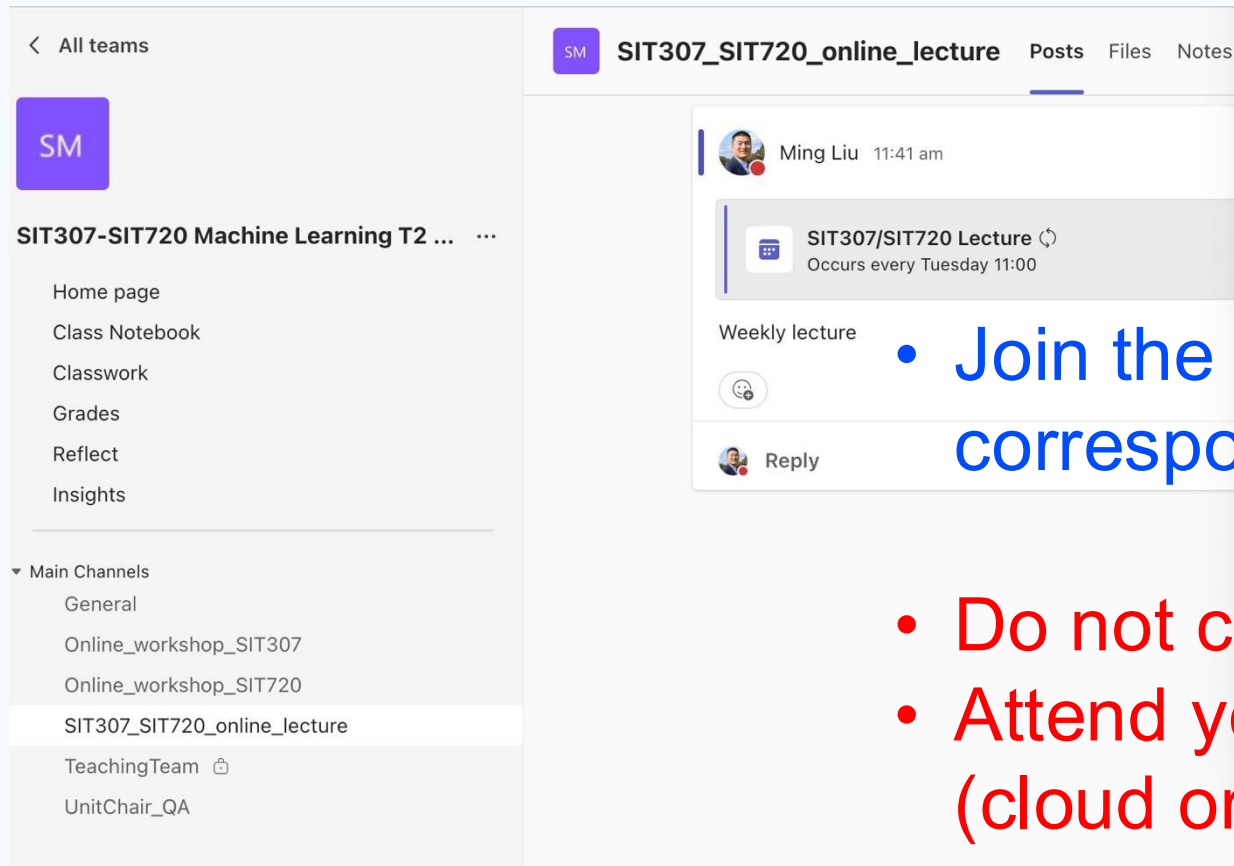 All teams
SM
SIT307-SIT720 Machine Learning T2 ... ...
Home page
Class Notebook
Classwork
Grades
Reflect
Insights
Main Channels
General
Online_workshop_SIT307
Online_workshop_SIT720
SIT307_SIT720_online_lecture
TeachingTeam
UnitChair_QA
SM SIT307_SIT720_online_lecture Posts Files Notes
Ming Liu 11:41 am
SIT307/SIT720 Lecture
Occurs every Tuesday 11:00
Weekly lecture
Reply
• Join the
correspo
• Do not c
• Attend y
(cloud or